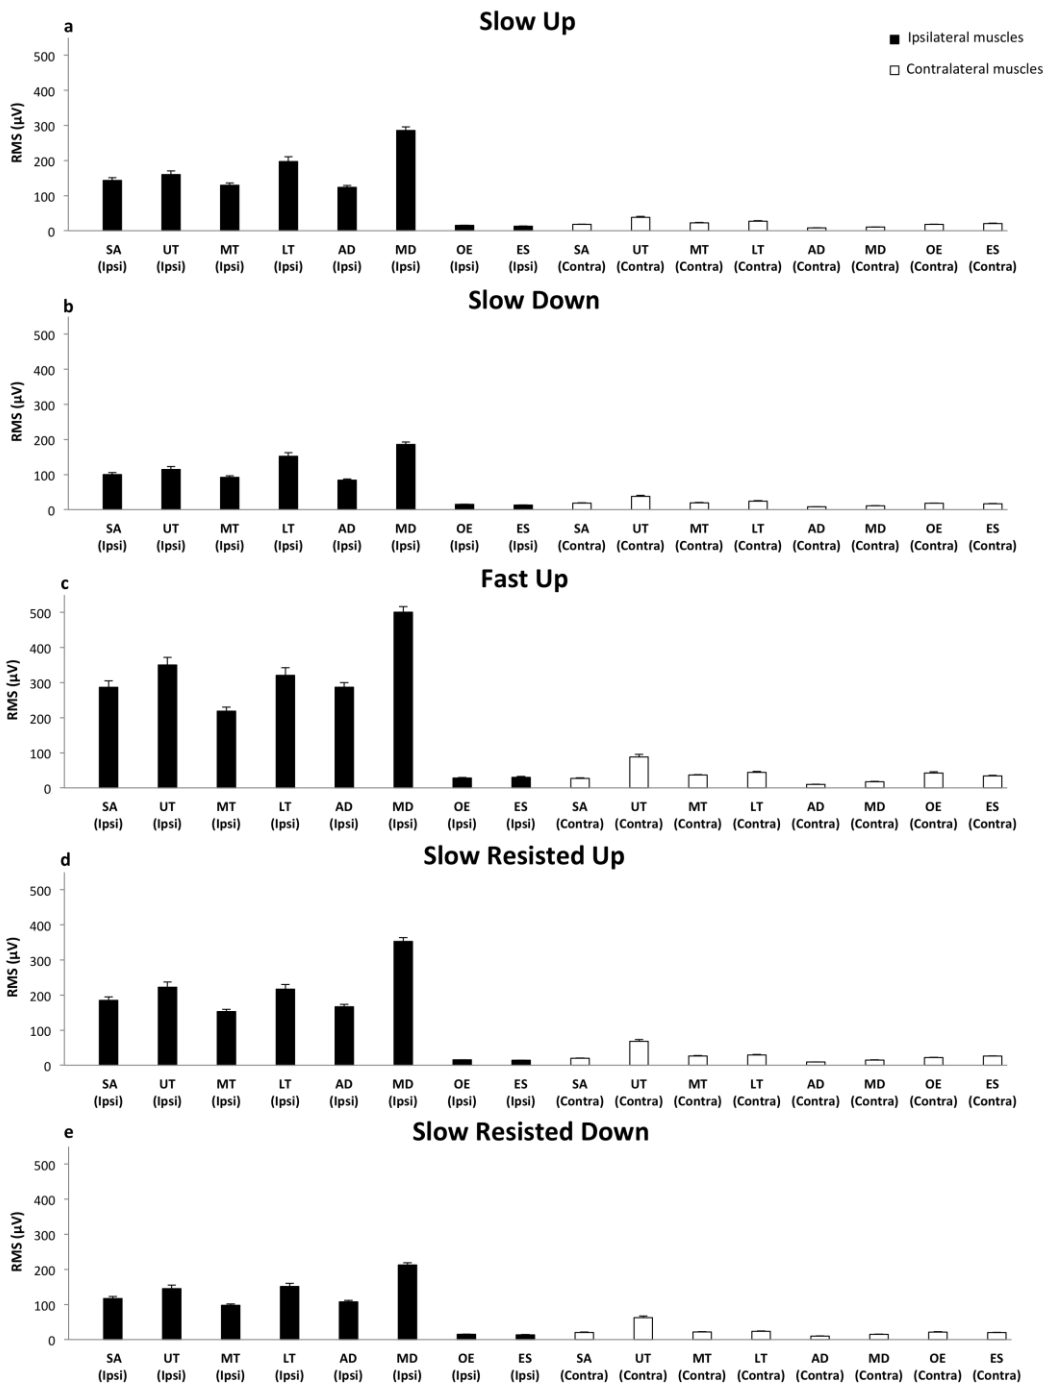 a
Slow Up
Ipsilateral muscles
Contralateral muscles
RMS (µV)
500
400
300
200
100
0
SA UT MT LT AD MD OE ES SA UT MT LT AD MD OE ES
(Ipsi) (Ipsi) (Ipsi) (Ipsi) (Ipsi) (Ipsi) (Ipsi) (Ipsi) (Contra) (Contra) (Contra) (Contra) (Contra) (Contra) (Contra) (Contra)
b
Slow Down
RMS (µV)
500
400
300
200
100
0
SA UT MT LT AD MD OE ES SA UT MT LT AD MD OE ES
(Ipsi) (Ipsi) (Ipsi) (Ipsi) (Ipsi) (Ipsi) (Ipsi) (Ipsi) (Contra) (Contra) (Contra) (Contra) (Contra) (Contra) (Contra) (Contra)
c
Fast Up
RMS (µV)
500
400
300
200
100
0
SA UT MT LT AD MD OE ES SA UT MT LT AD MD OE ES
(Ipsi) (Ipsi) (Ipsi) (Ipsi) (Ipsi) (Ipsi) (Ipsi) (Ipsi) (Contra) (Contra) (Contra) (Contra) (Contra) (Contra) (Contra) (Contra)
d
Slow Resisted Up
RMS (µV)
500
400
300
200
100
0
SA UT MT LT AD MD OE ES SA UT MT LT AD MD OE ES
(Ipsi) (Ipsi) (Ipsi) (Ipsi) (Ipsi) (Ipsi) (Ipsi) (Ipsi) (Contra) (Contra) (Contra) (Contra) (Contra) (Contra) (Contra) (Contra)
e
Slow Resisted Down
RMS (µV)
500
400
300
200
100
0
SA UT MT LT AD MD OE ES SA UT MT LT AD MD OE ES
(Ipsi) (Ipsi) (Ipsi) (Ipsi) (Ipsi) (Ipsi) (Ipsi) (Ipsi) (Contra) (Contra) (Contra) (Contra) (Contra) (Contra) (Contra) (Contra)